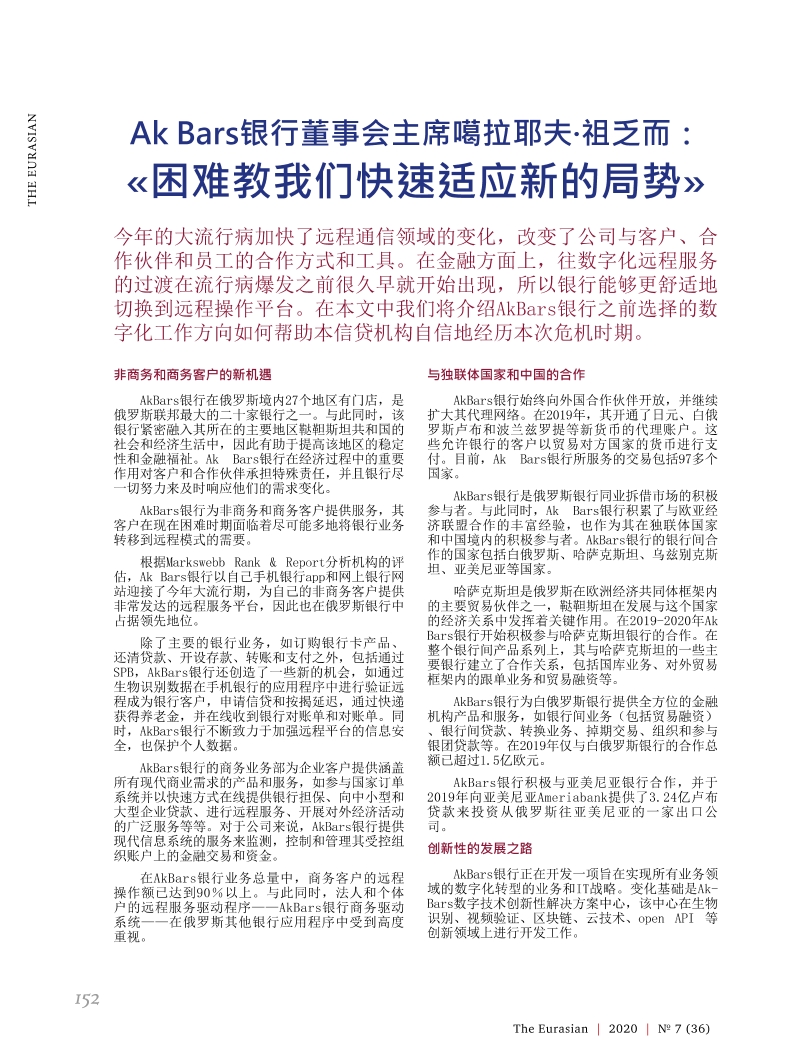 THE EURASIAN
Ak Bars银行董事会主席噶拉耶夫·祖乏而：
«困难教我们快速适应新的局势»
今年的大流行病加快了远程通信领域的变化，改变了公司与客户、合
作伙伴和员工的合作方式和工具。在金融方面上，往数字化远程服务
的过渡在流行病爆发之前很久早就开始出现，所以银行能够更舒适地
切换到远程操作平台。在本文中我们将介绍AkBars银行之前选择的数
字化工作方向如何帮助本信贷机构自信地经历本次危机时期。
非商务和商务客户的新机遇
AkBars银行在俄罗斯境内27个地区有门店，是
俄罗斯联邦最大的二十家银行之一。与此同时，该
银行紧密融入其所在的主要地区鞑靼斯坦共和国的
社会和经济生活中，因此有助于提高该地区的稳定
性和金融福祉。Ak Bars银行在经济过程中的重要
作用对客户和合作伙伴承担特殊责任，并且银行尽
一切努力来及时响应他们的需求变化。
AkBars银行为非商务和商务客户提供服务，其
客户在现在困难时期面临着尽可能多地将银行业务
转移到远程模式的需要。
根据Markswebb Rank & Report分析机构的评
估，Ak Bars银行以自己手机银行app和网上银行网
站迎接了今年大流行期，为自己的非商务客户提供
非常发达的远程服务平台，因此也在俄罗斯银行中
占据领先地位。
除了主要的银行业务，如订购银行卡产品、
还清贷款、开设存款、转账和支付之外，包括通过
SPB，AkBars银行还创造了一些新的机会，如通过
生物识别数据在手机银行的应用程序中进行验证远
程成为银行客户，申请信贷和按揭延迟，通过快递
获得养老金，并在线收到银行对账单和对账单。同
时，AkBars银行不断致力于加强远程平台的信息安
全，也保护个人数据。
AkBars银行的商务业务部为企业客户提供涵盖
所有现代商业需求的产品和服务，如参与国家订单
系统并以快速方式在线提供银行担保、向中小型和
大型企业贷款、进行远程服务、开展对外经济活动
的广泛服务等等。对于公司来说，AkBars银行提供
现代信息系统的服务来监测，控制和管理其受控组
织账户上的金融交易和资金。
在AkBars银行业务总量中，商务客户的远程
操作额已达到90％以上。与此同时，法人和个体
户的远程服务驱动程序——AkBars银行商务驱动
系统——在俄罗斯其他银行应用程序中受到高度
重视。
与独联体国家和中国的合作
AkBars银行始终向外国合作伙伴开放，并继续
扩大其代理网络。在2019年，其开通了日元、白俄
罗斯卢布和波兰兹罗提等新货币的代理账户。这
些允许银行的客户以贸易对方国家的货币进行支
付。目前，Ak Bars银行所服务的交易包括97多个
国家。
AkBars银行是俄罗斯银行同业拆借市场的积极
参与者。与此同时，Ak Bars银行积累了与欧亚经
济联盟合作的丰富经验，也作为其在独联体国家
和中国境内的积极参与者。AkBars银行的银行间合
作的国家包括白俄罗斯、哈萨克斯坦、乌兹别克斯
坦、亚美尼亚等国家。
哈萨克斯坦是俄罗斯在欧洲经济共同体框架内
的主要贸易伙伴之一，鞑靼斯坦在发展与这个国家
的经济关系中发挥着关键作用。在2019-2020年Ak
Bars银行开始积极参与哈萨克斯坦银行的合作。在
整个银行间产品系列上，其与哈萨克斯坦的一些主
要银行建立了合作关系，包括国库业务、对外贸易
框架内的跟单业务和贸易融资等。
AkBars银行为白俄罗斯银行提供全方位的金融
机构产品和服务，如银行间业务（包括贸易融资）
、银行间贷款、转换业务、掉期交易、组织和参与
银团贷款等。在2019年仅与白俄罗斯银行的合作总
额已超过1.5亿欧元。
AkBars银行积极与亚美尼亚银行合作，并于
2019年向亚美尼亚Ameriabank提供了3.24亿卢布
贷款来投资从俄罗斯往亚美尼亚的一家出口公
司。
创新性的发展之路
AkBars银行正在开发一项旨在实现所有业务领
域的数字化转型的业务和IT战略。变化基础是Ak-
Bars数字技术创新性解决方案中心，该中心在生物
识别、视频验证、区块链、云技术、open API 等
创新领域上进行开发工作。
152
The Eurasian | 2020 | № 7 (36)